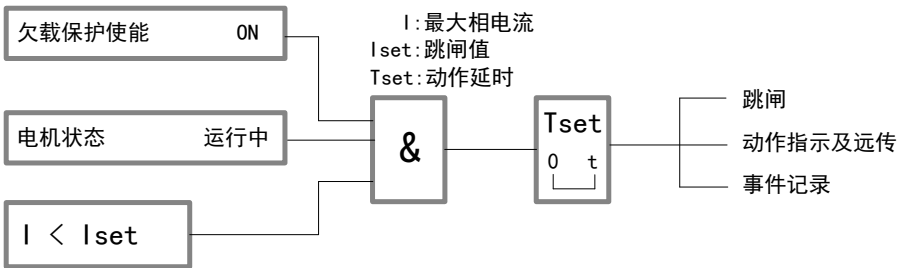 欠载保护使能 ON
I:最大相电流
Iset:跳闸值
Tset:动作延时
电机状态 运行中
I < Iset
&
Tset
0 t
跳闸
动作指示及远传
事件记录